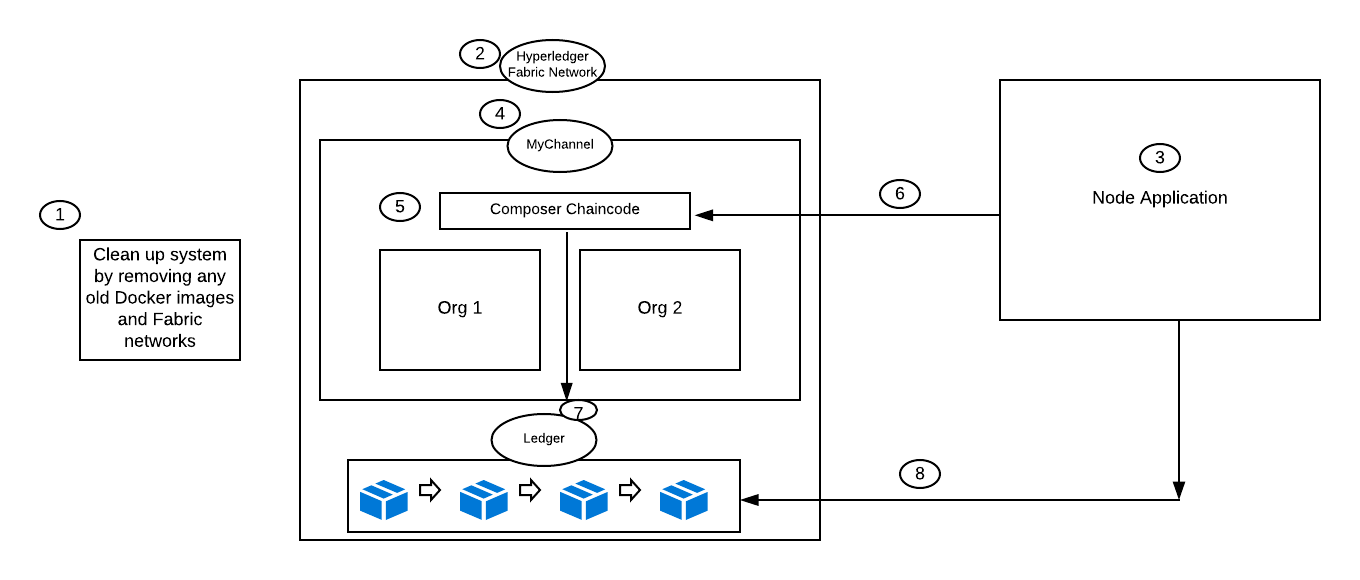 2
Hyperledger
Fabric Network
4
MyChannel
3
Node Application
1
5
Composer Chaincode
6
Clean up system
by removing any
old Docker images
and Fabric
networks
Org 1
Org 2
7
Ledger
8